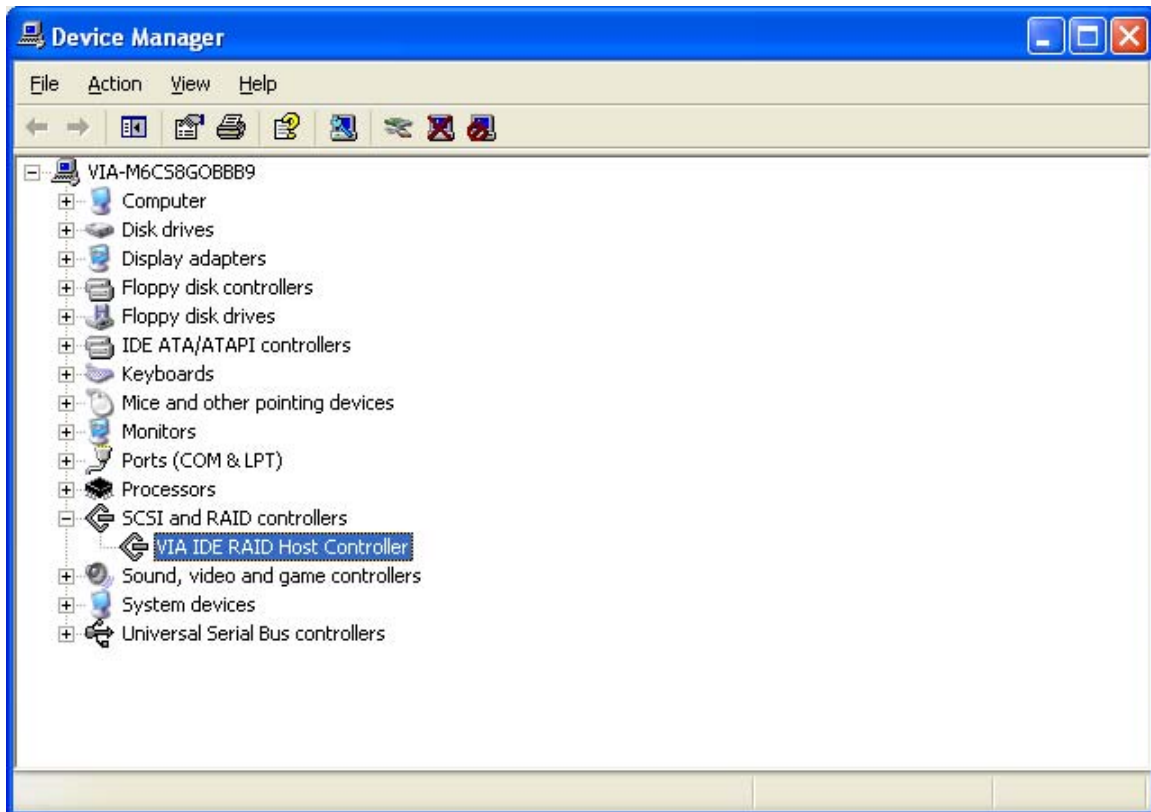 Device Manager
File Action View Help
VIA-M6CS8GOBBB9
Computer
Disk drives
Display adapters
Floppy disk controllers
Floppy disk drives
IDE ATA/ATAPI controllers
Keyboards
Mice and other pointing devices
Monitors
Ports (COM & LPT)
Processors
SCSI and RAID controllers
VIA IDE RAID Host Controller
Sound, video and game controllers
System devices
Universal Serial Bus controllers